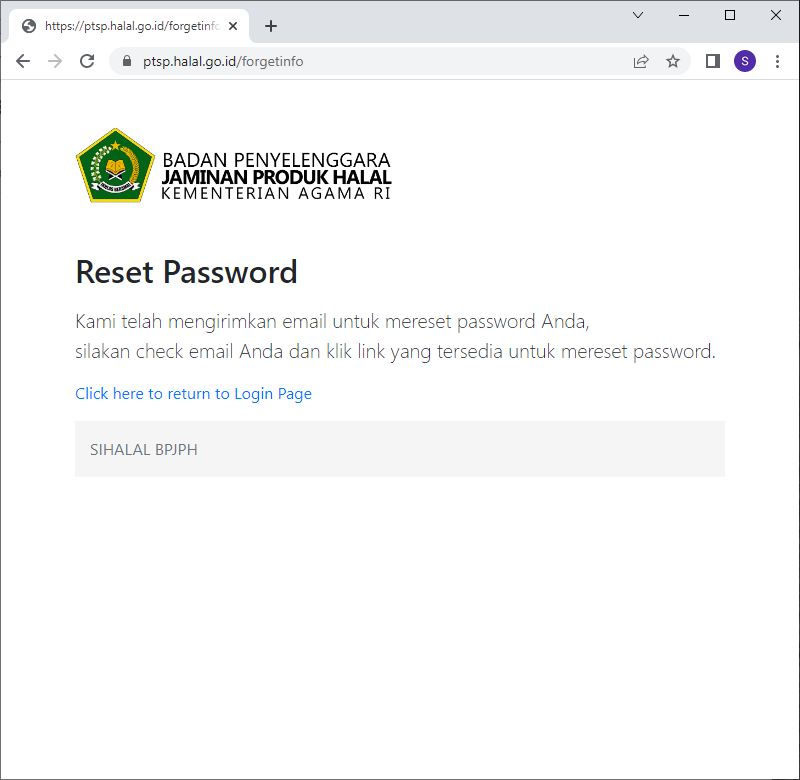 https://ptsp.halal.go.id/forgetinfo
ptsp.halal.go.id/forgetinfo
S
BADAN PENYELENGGARA
JAMINAN PRODUK HALAL
KEMENTERIAN AGAMA RI
Reset Password
Kami telah mengirimkan email untuk mereset password Anda,
silakan check email Anda dan klik link yang tersedia untuk mereset password.
Click here to return to Login Page
SIHALAL BPJPH